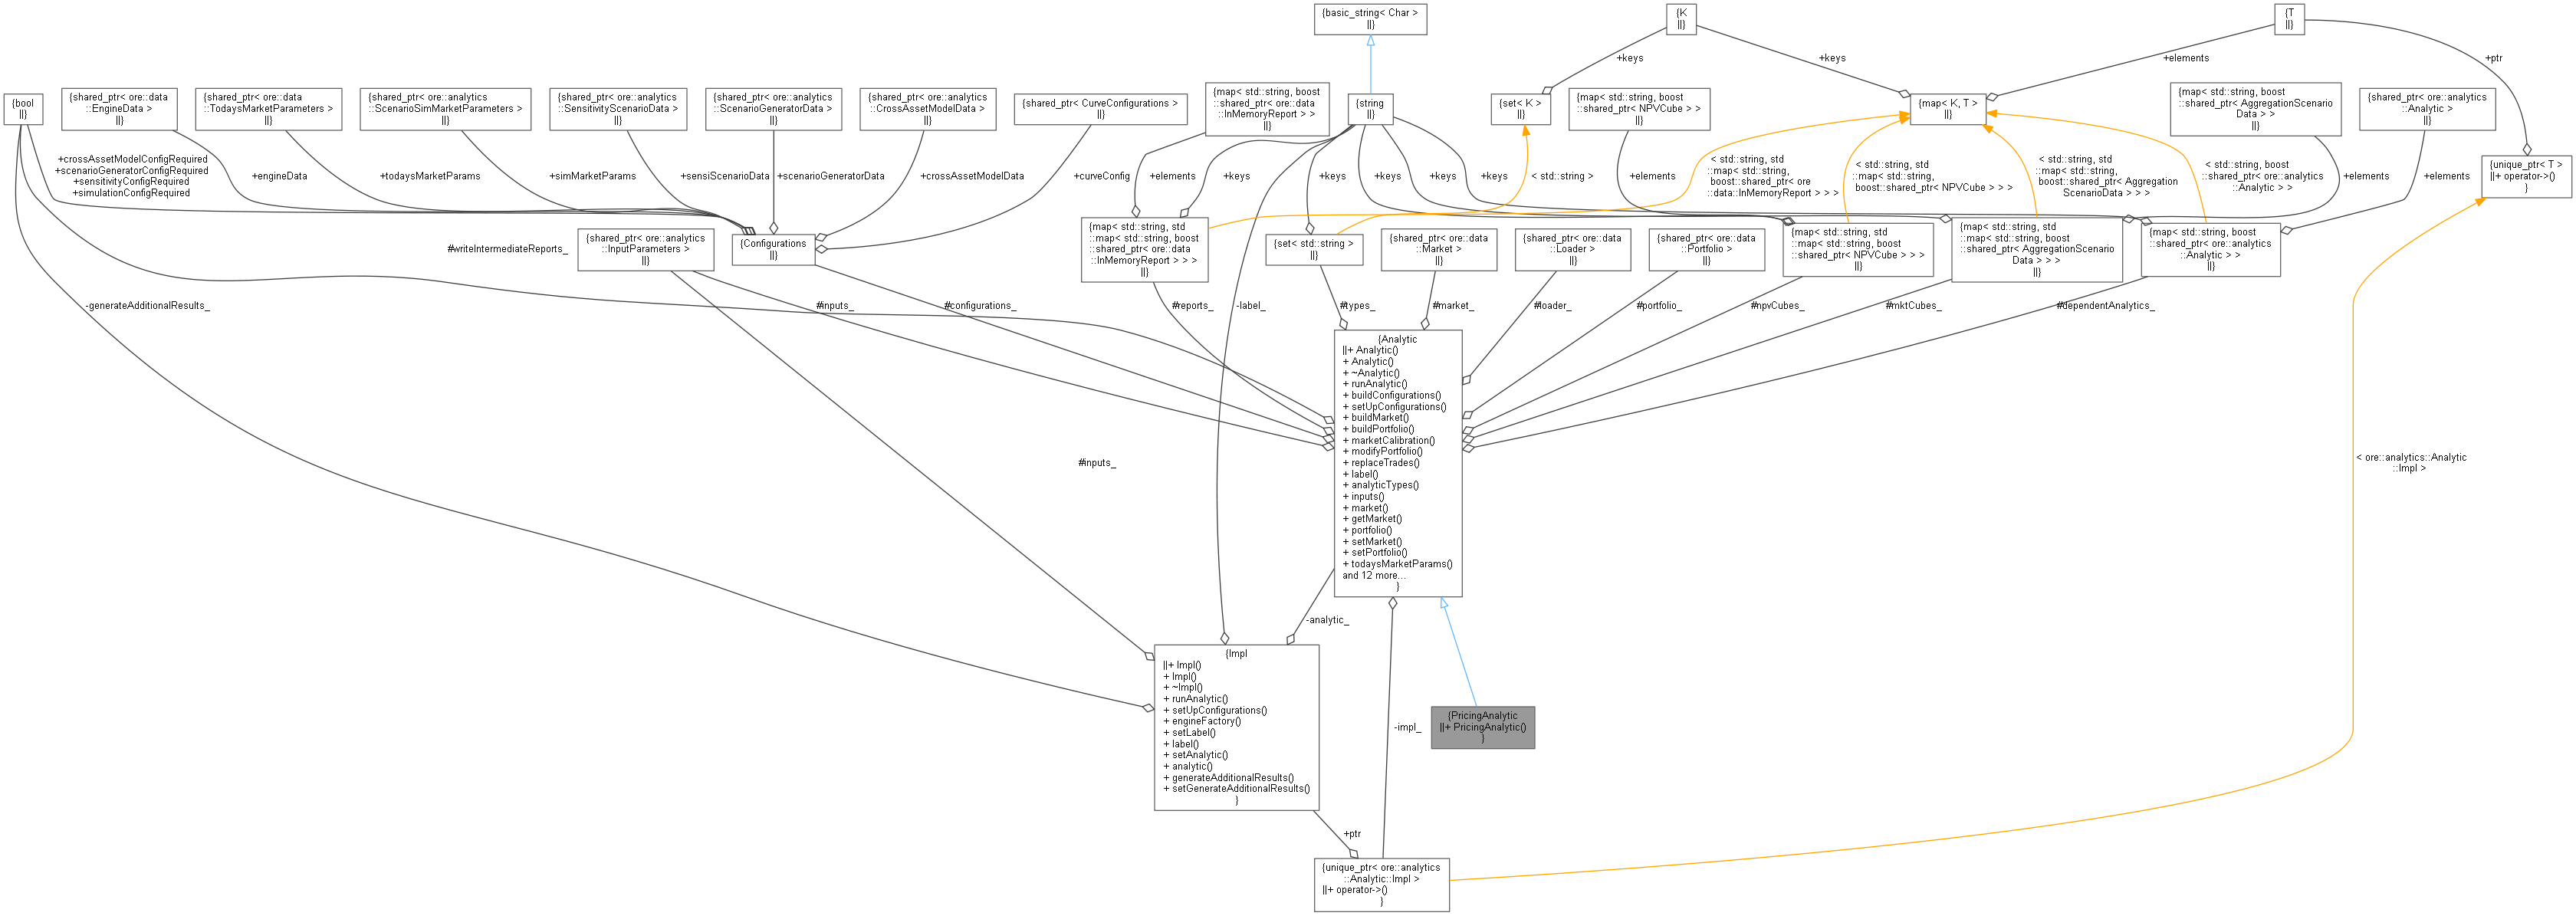 {basic_string< Char >
||}
{K
||}
{T
||}
+keys
+keys
+elements
+ptr
{bool
||}
{shared_ptr< ore::data
::EngineData >
||}
{shared_ptr< ore::data
::TodaysMarketParameters >
||}
{shared_ptr< ore::analytics
::ScenarioSimMarketParameters >
||}
{shared_ptr< ore::analytics
::SensitivityScenarioData >
||}
{shared_ptr< ore::analytics
::ScenarioGeneratorData >
||}
{shared_ptr< ore::analytics
::CrossAssetModelData >
||}
{shared_ptr< CurveConfigurations >
||}
{map< std::string, boost
::shared_ptr< ore::data
::InMemoryReport > >
||}
{string
||}
{set< K >
||}
{map< std::string, boost
::shared_ptr< NPVCube > >
||}
{map< K, T >
||}
{map< std::string, boost
::shared_ptr< AggregationScenario
Data > >
||}
{shared_ptr< ore::analytics
::Analytic >
||}
{unique_ptr< T >
||+ operator->()
}
+crossAssetModelConfigRequired
+scenarioGeneratorConfigRequired
+sensitivityConfigRequired
+simulationConfigRequired
+engineData
+todaysMarketParams
+simMarketParams
+sensiScenarioData
+scenarioGeneratorData
+crossAssetModelData
+curveConfig
+elements
+keys
+keys
+keys
+keys
+keys
< std::string >
+elements
< std::string, std
::map< std::string,
boost::shared_ptr< ore
::data::InMemoryReport > > >
< std::string, std
::map< std::string,
boost::shared_ptr< NPVCube > > >
< std::string, std
::map< std::string,
boost::shared_ptr< Aggregation
ScenarioData > > >
< std::string, boost
::shared_ptr< ore::analytics
::Analytic > >
+elements
+elements
#writeIntermediateReports_
{shared_ptr< ore::analytics
::InputParameters >
||}
{Configurations
||}
{map< std::string, std
::map< std::string, boost
::shared_ptr< ore::data
::InMemoryReport > > >
||}
{set< std::string >
||}
{shared_ptr< ore::data
::Market >
||}
{shared_ptr< ore::data
::Loader >
||}
{shared_ptr< ore::data
::Portfolio >
||}
{map< std::string, std
::map< std::string, boost
::shared_ptr< NPVCube > > >
||}
{map< std::string, std
::map< std::string, boost
::shared_ptr< AggregationScenario
Data > > >
||}
{map< std::string, boost
::shared_ptr< ore::analytics
::Analytic > >
||}
-generateAdditionalResults_
#inputs_
#configurations_
#reports_
-label_
#types_
#market_
#loader_
#portfolio_
#npvCubes_
#mktCubes_
#dependentAnalytics_
{Analytic
||+ Analytic()
+ Analytic()
+ ~Analytic()
+ runAnalytic()
+ buildConfigurations()
+ setUpConfigurations()
+ buildMarket()
+ buildPortfolio()
+ marketCalibration()
+ modifyPortfolio()
+ replaceTrades()
+ label()
+ analyticTypes()
+ inputs()
+ market()
+ getMarket()
+ portfolio()
+ setMarket()
+ setPortfolio()
+ todaysMarketParams()
and 12 more...
}
#inputs_
< ore::analytics::Analytic
::Impl >
-analytic_
{Impl
||+ Impl()
+ Impl()
+ ~Impl()
+ runAnalytic()
+ setUpConfigurations()
+ engineFactory()
+ setLabel()
+ label()
+ setAnalytic()
+ analytic()
+ generateAdditionalResults()
+ setGenerateAdditionalResults()
}
-impl_
{PricingAnalytic
||+ PricingAnalytic()
}
+ptr
{unique_ptr< ore::analytics
::Analytic::Impl >
||+ operator->()
}